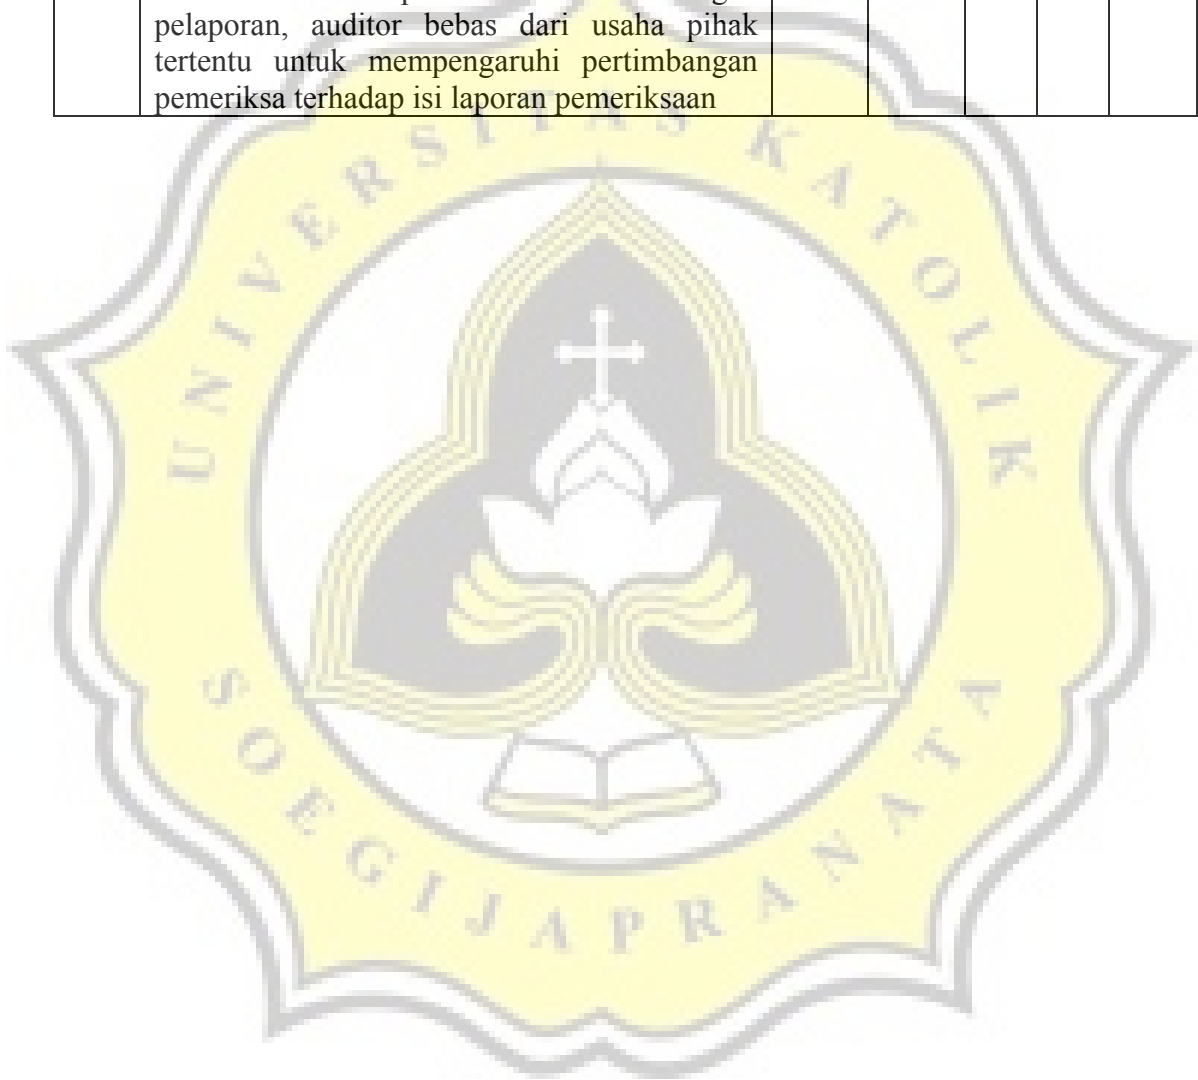 pelaporan, auditor bebas dari usaha pihak
tertentu untuk mempengaruhi pertimbangan
pemeriksa terhadap isi laporan pemeriksaan
UNIVERSITAS KATOLIK
SOEGIJAPRANATA